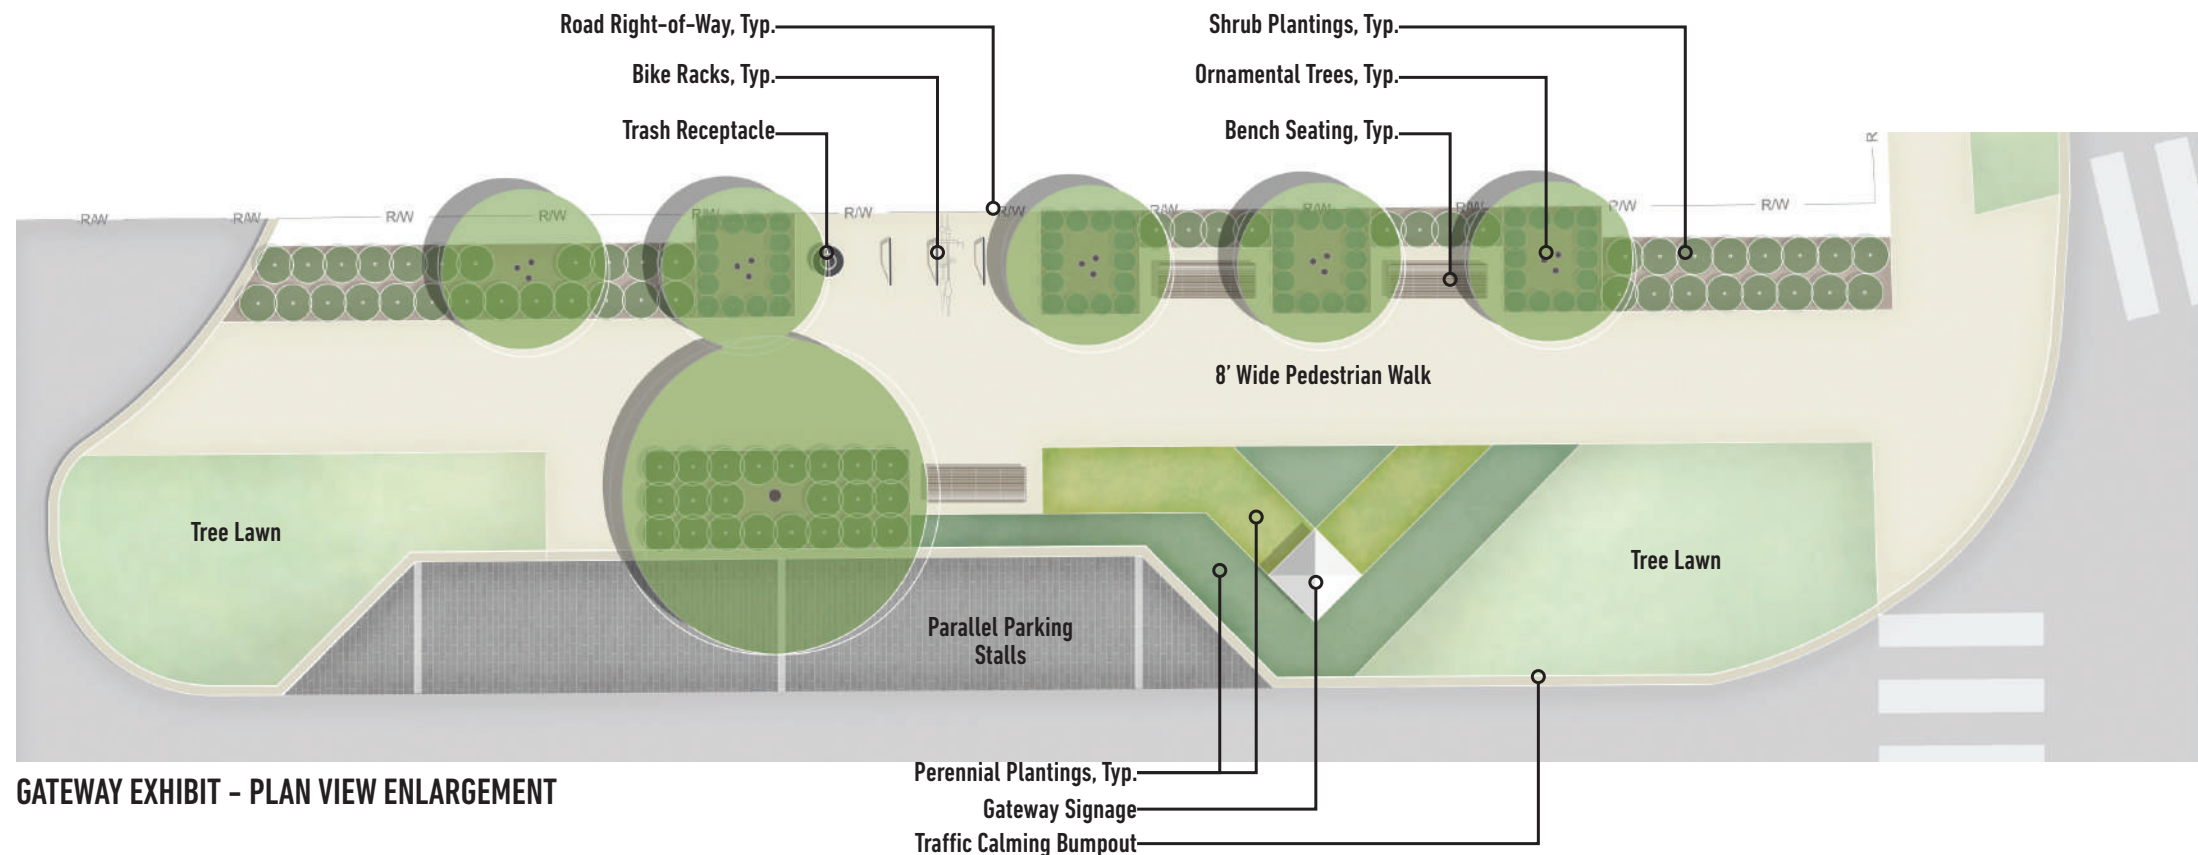 Road Right-of-Way, Typ.
Shrub Plantings, Typ.
Bike Racks, Typ.
Ornamental Trees, Typ.
Trash Receptacle
Bench Seating, Typ.
R
R/W
R/W
R/W
R/W
R/W
R/W
R/W
R/W
R/W
R/W
R/W
R/W
8' Wide Pedestrian Walk
Tree Lawn
Tree Lawn
Parallel Parking
Stalls
Perennial Plantings, Typ.
GATEWAY EXHIBIT - PLAN VIEW ENLARGEMENT
Gateway Signage
Traffic Calming Bumpout